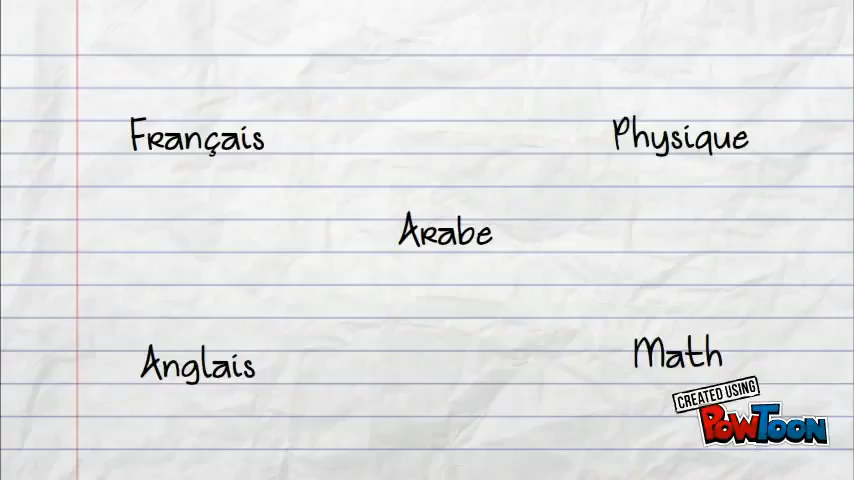 Français
Physique
Arabe
Anglais
Math
CREATED USING
POWTOON